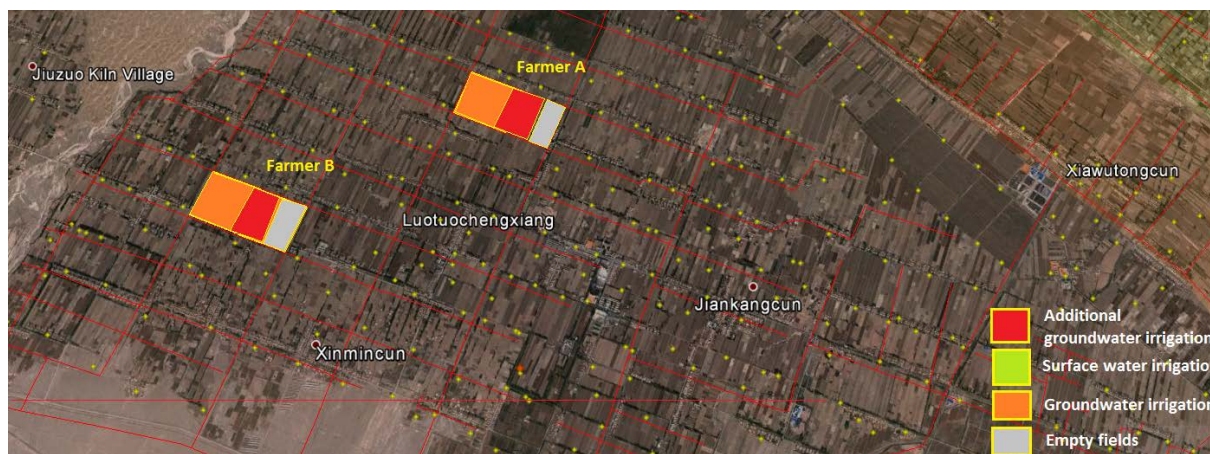 Farmer A
Jiuzuo Kiln Village
Farmer B
Xiawutongcun
Luotuochengxiang
Jiankangcun
Xinmincun
Additional
groundwater irrigation
Surface water irrigation
Groundwater irrigation
Empty fields